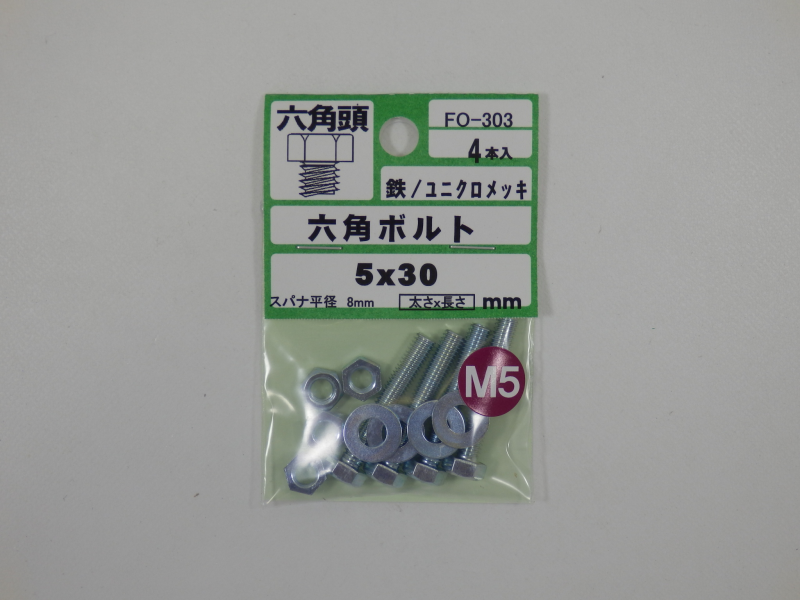 六角頭
FO-303
4本入
鉄/ユニクロメッキ
六角ボルト
5x30
スパナ平径 8mm 太さx長さ mm
M5